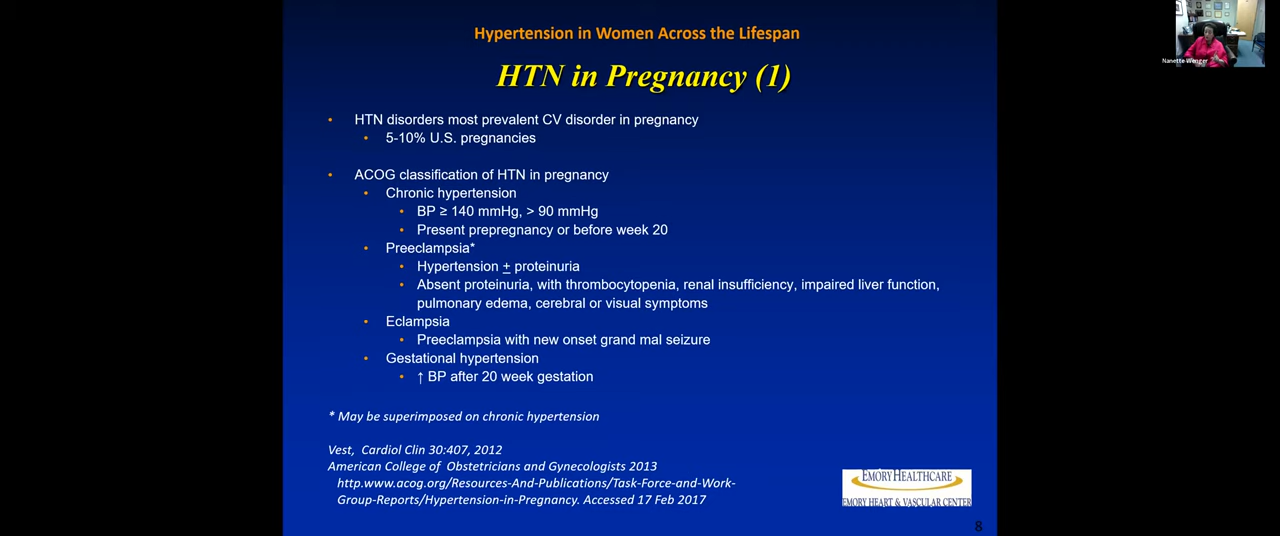 Hypertension in Women Across the Lifespan
HTN in Pregnancy (1)
Nanette Wenger
• HTN disorders most prevalent CV disorder in pregnancy
• 5-10% U.S. pregnancies
• ACOG classification of HTN in pregnancy
• Chronic hypertension
• BP ≥ 140 mmHg, > 90 mmHg
• Present prepregnancy or before week 20
• Preeclampsia*
• Hypertension ± proteinuria
• Absent proteinuria, with thrombocytopenia, renal insufficiency, impaired liver function,
pulmonary edema, cerebral or visual symptoms
• Eclampsia
• Preeclampsia with new onset grand mal seizure
• Gestational hypertension
• ↑ BP after 20 week gestation
* May be superimposed on chronic hypertension
Vest, Cardiol Clin 30:407, 2012
American College of Obstetricians and Gynecologists 2013
http.www.acog.org/Resources-And-Publications/Task-Force-and-Work-
Group-Reports/Hypertension-in-Pregnancy. Accessed 17 Feb 2017
EMORY HEALTHCARE
EMORY HEART & VASCULAR CENTER
8